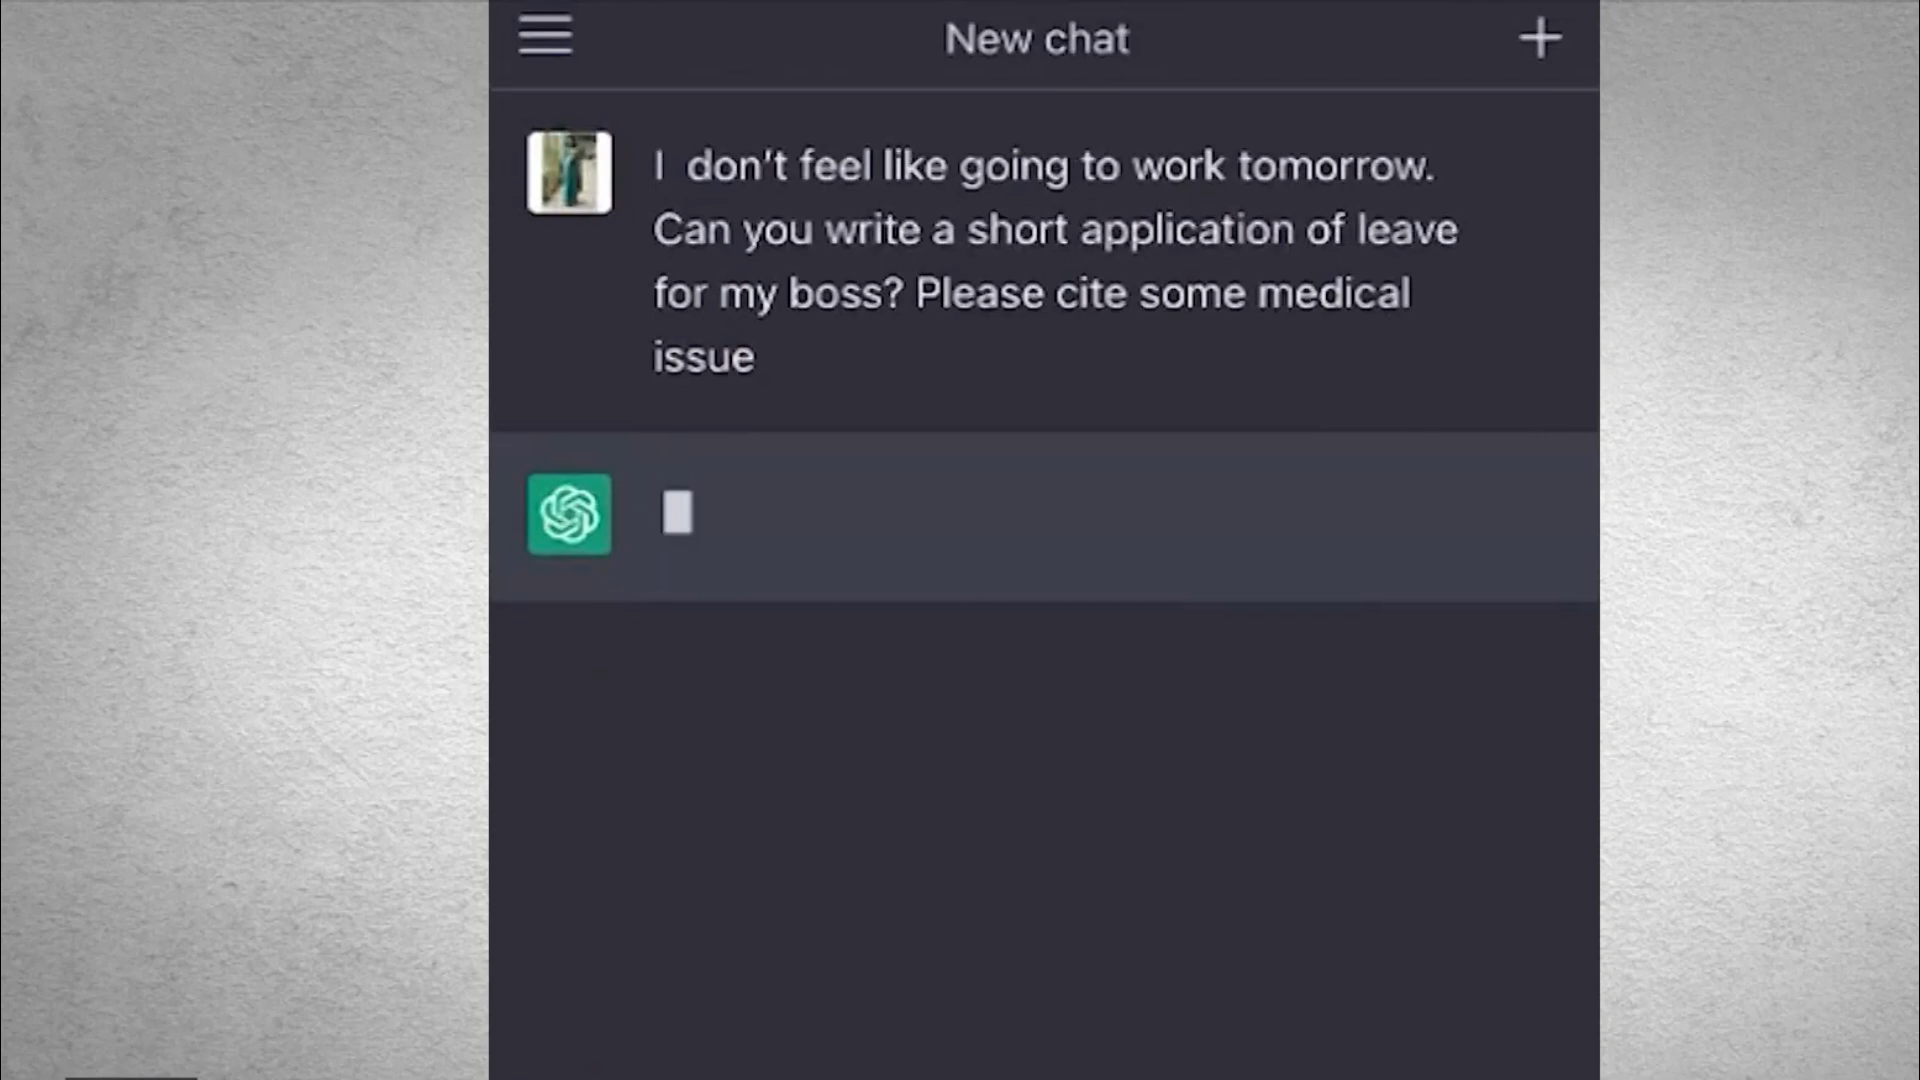 New chat
I don't feel like going to work tomorrow.
Can you write a short application of leave
for my boss? Please cite some medical
issue